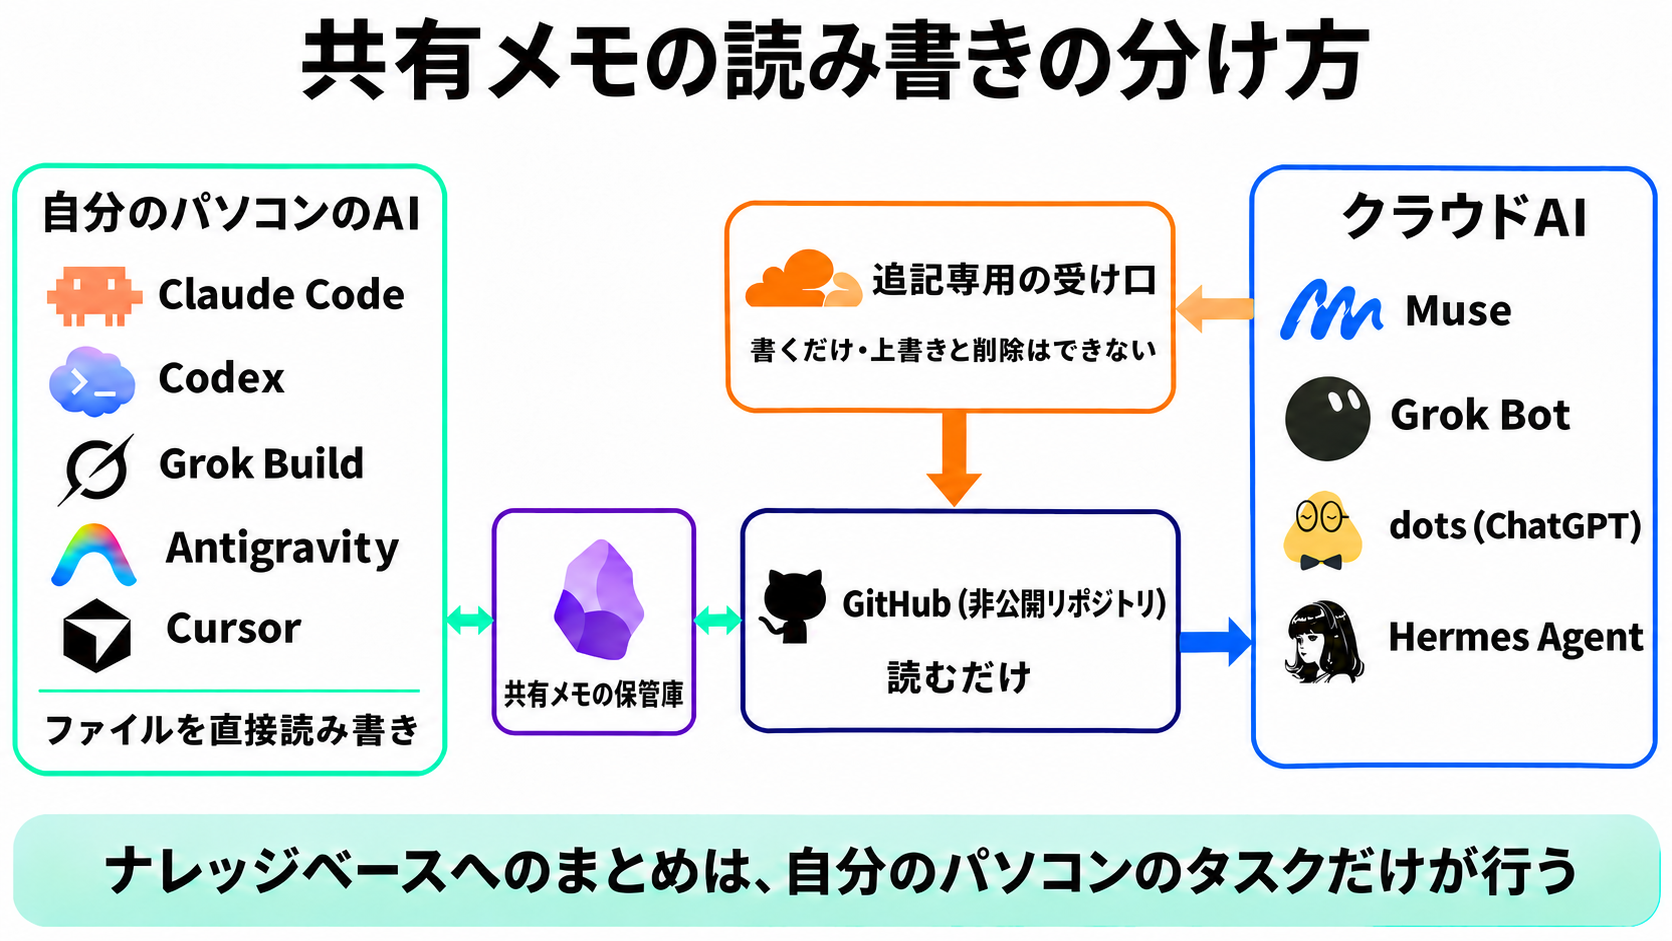 共有メモの読み書きの分け方
自分のパソコンのAI
Claude Code
Codex
Grok Build
Antigravity
Cursor
ファイルを直接読み書き
共有メモの保管庫
追記専用の受け口
書くだけ・上書きと削除はできない
GitHub (非公開リポジトリ)
読むだけ
クラウドAI
Muse
Grok Bot
dots (ChatGPT)
Hermes Agent
ナレッジベースへのまとめは、自分のパソコンのタスクだけが行う